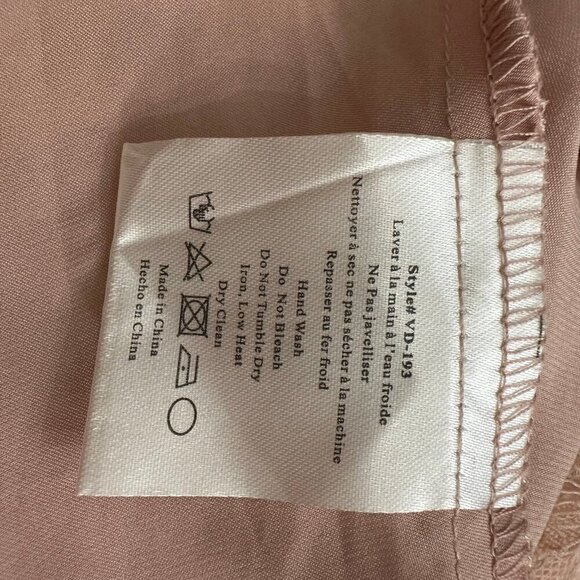 Style# VD-193
Laver à la main à l'eau froide
Ne Pas javelliser
Nettoyer à sec ne pas sécher à la machine
Repasser au fer froid
Hand Wash
Do Not Bleach
Do Not Tumble Dry
Iron, Low Heat
Dry Clean
Made in China
Hecho en China